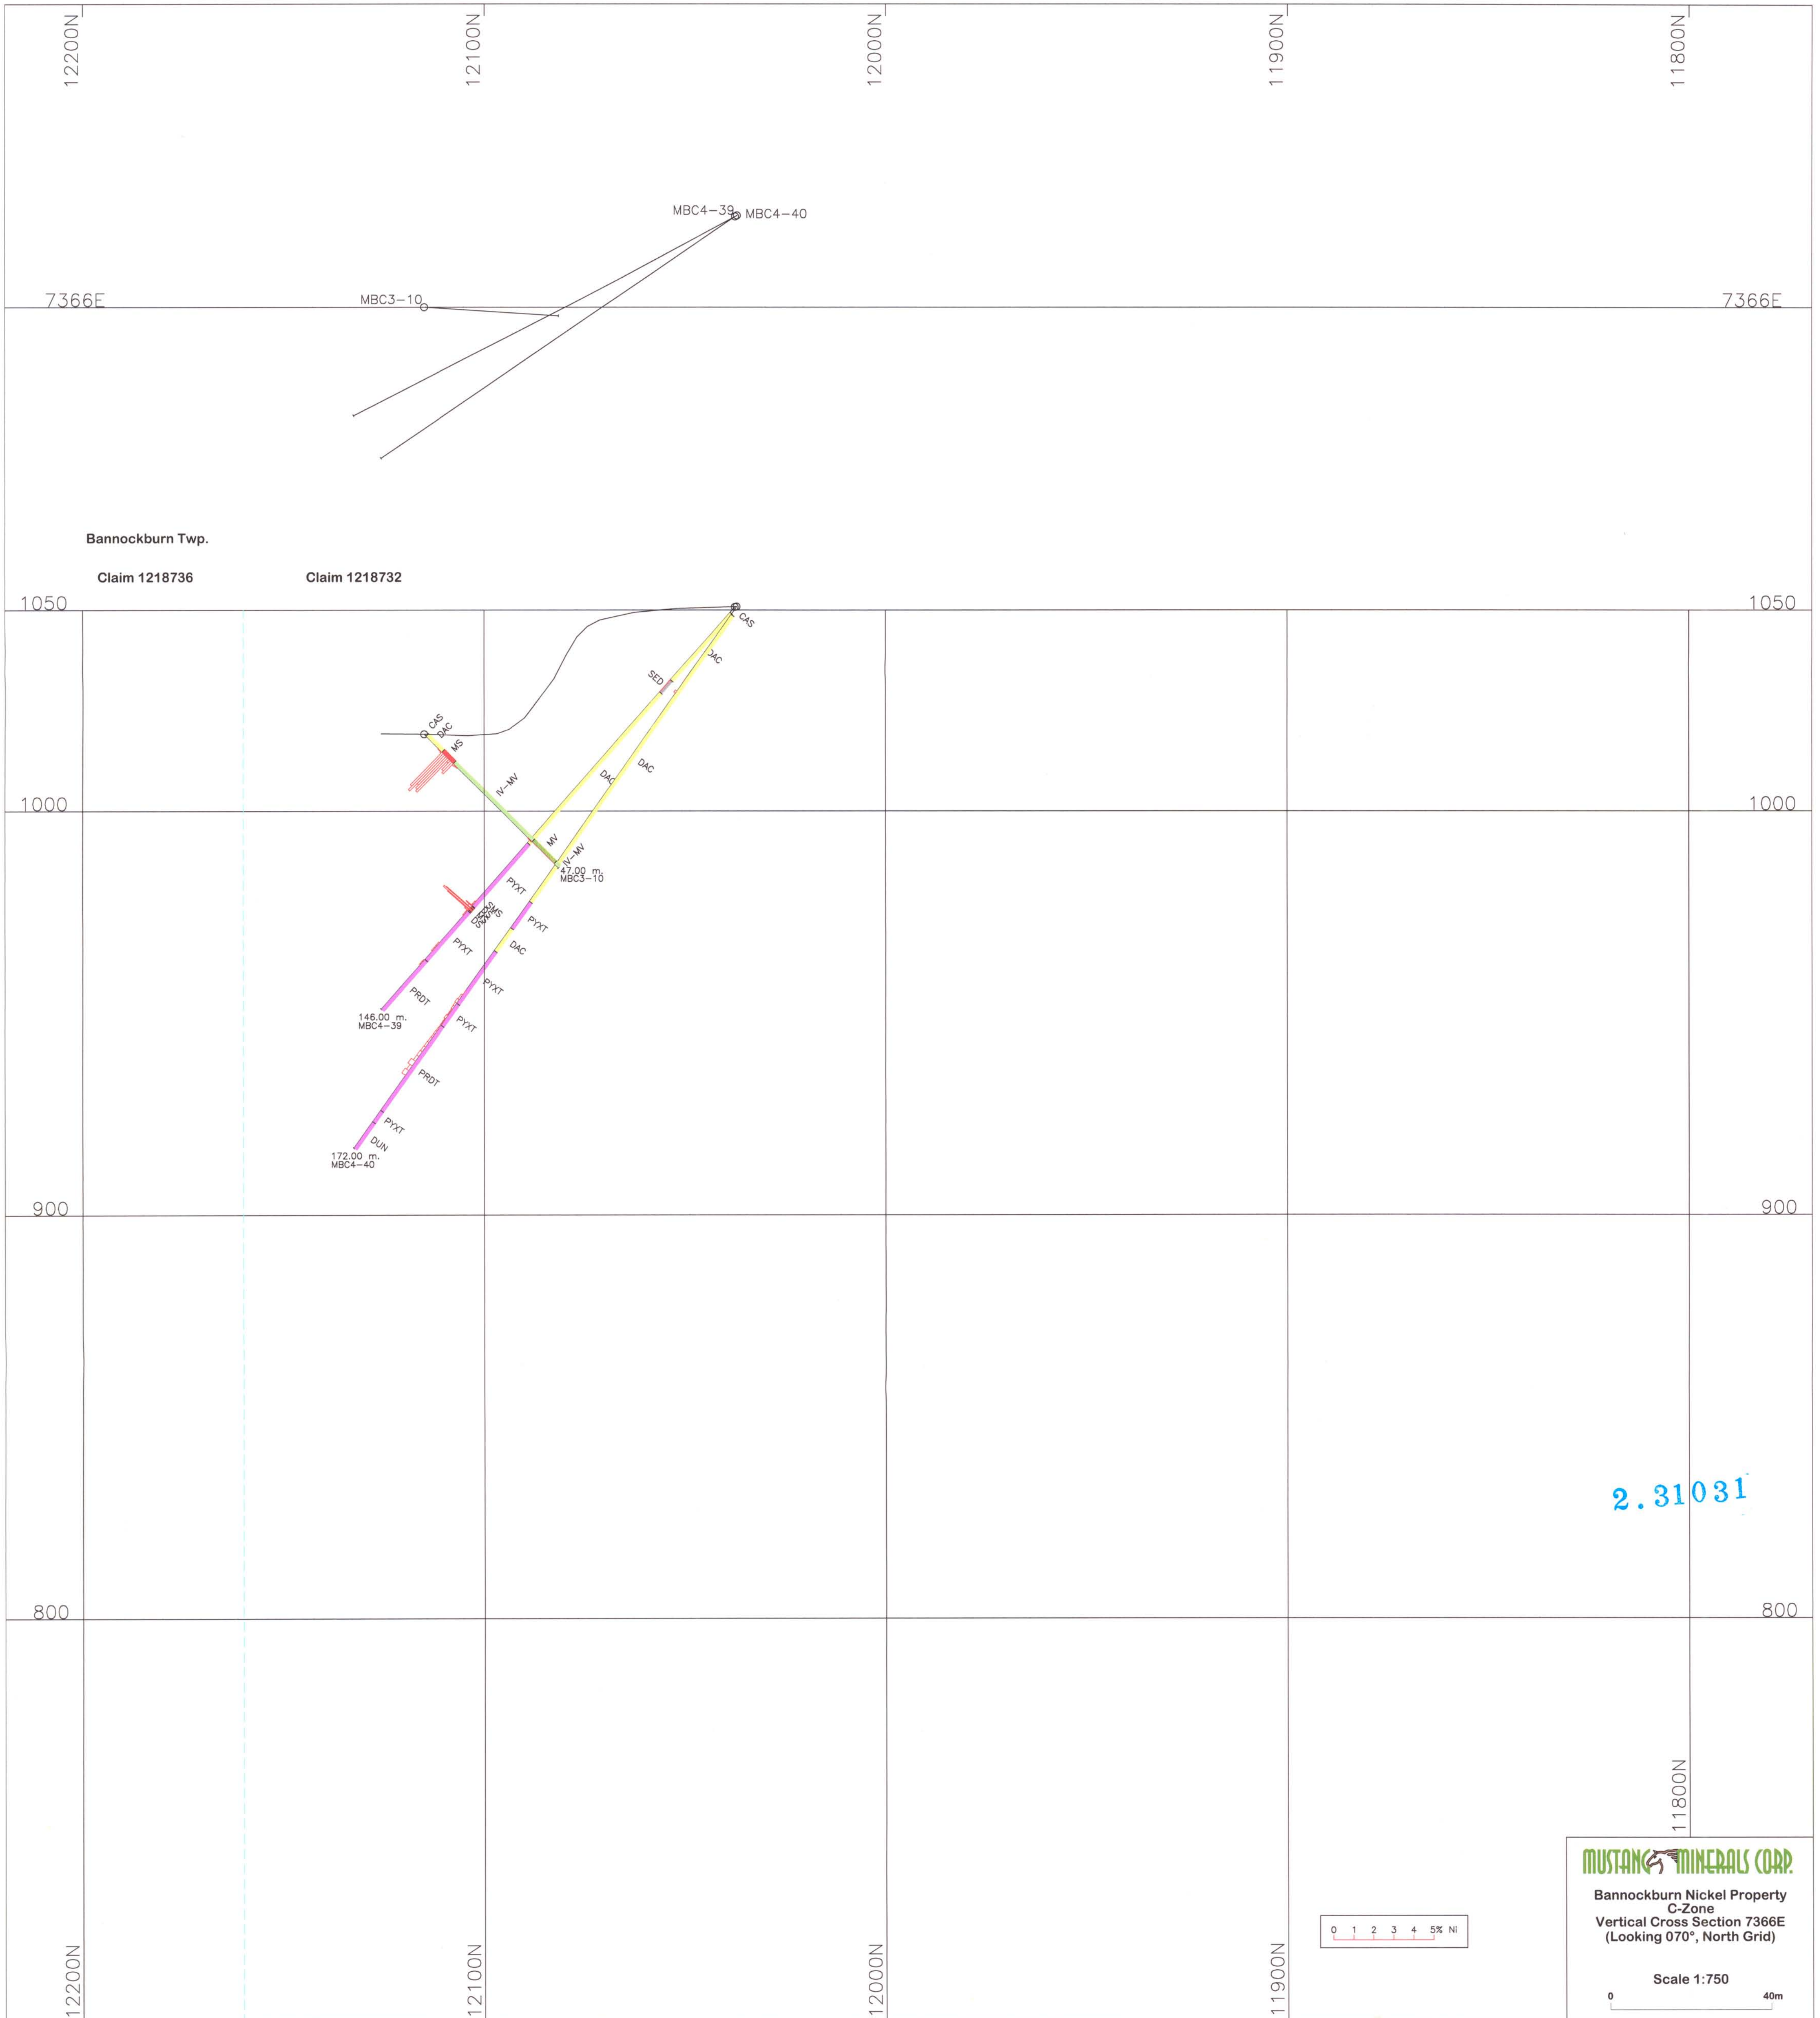 12200N
12100N
12000N
11900N
11800N
MBC4-39
MBC4-40
7366E
MBC3-10
7366E
Bannockburn Twp.
Claim 1218736
Claim 1218732
1050
1050
CAS
DAC
SED
CAS
DAC
MS
IV-MV
DAC
DAC
1000
1000
MV
IV-MV
47.00 m.
MBC3-10
PYXT
SMS
PYXT
DAC
PYXT
PYXT
PRDT
146.00 m.
MBC4-39
PYXT
PRDT
PYXT
DUN
172.00 m.
MBC4-40
900
900
2.31031
800
800
11800N
MUSTANG MINERALS CORP.
Bannockburn Nickel Property
C-Zone
Vertical Cross Section 7366E
(Looking 070°, North Grid)
Scale 1:750
0 40m
0 1 2 3 4 5% Ni
12200N
12100N
12000N
11900N